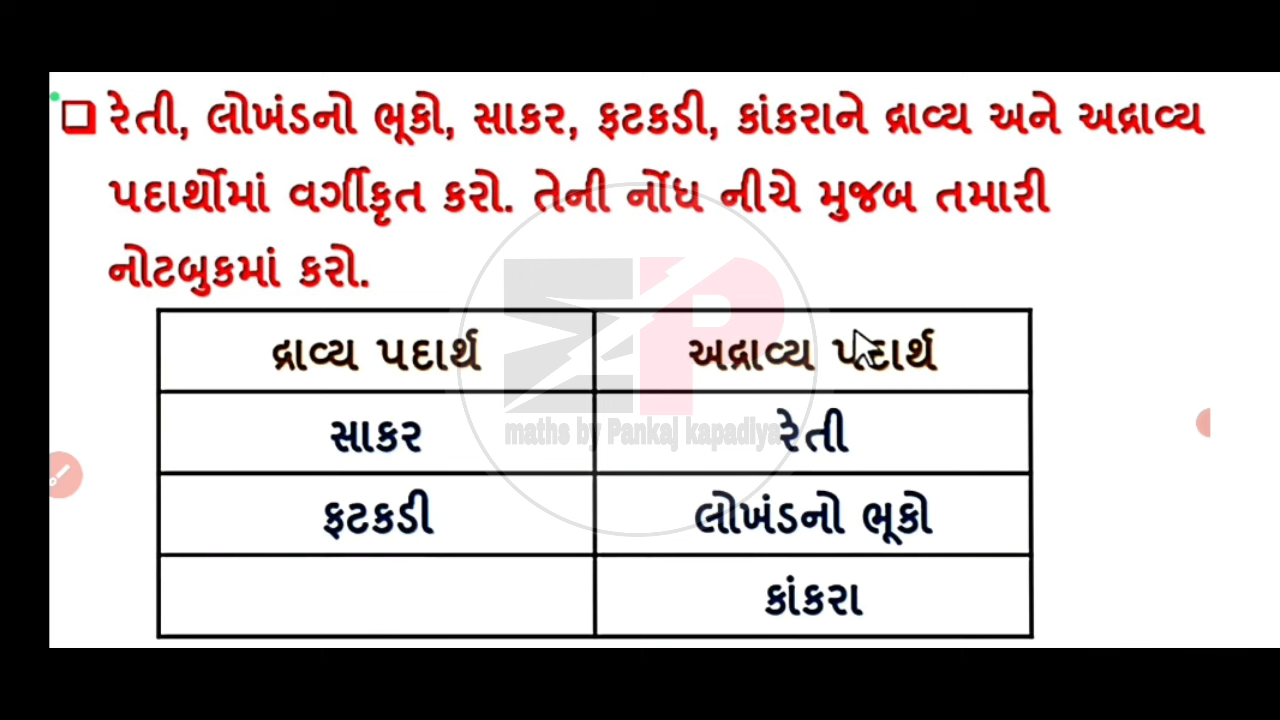 ❑ રેતી, લોખંડનો ભૂકો, સાકર, ફટકડી, કાંકરાને દ્રાવ્ય અને અદ્રાવ્ય
પદાર્થોમાં વર્ગીકૃત કરો. તેની નોંધ નીચે મુજબ તમારી
નોટબુકમાં કરો.
દ્રાવ્ય પદાર્થ અદ્રાવ્ય પદાર્થ
સાકર રેતી
ફટકડી લોખંડનો ભૂકો
કાંકરા
maths by Pankaj kapadiya